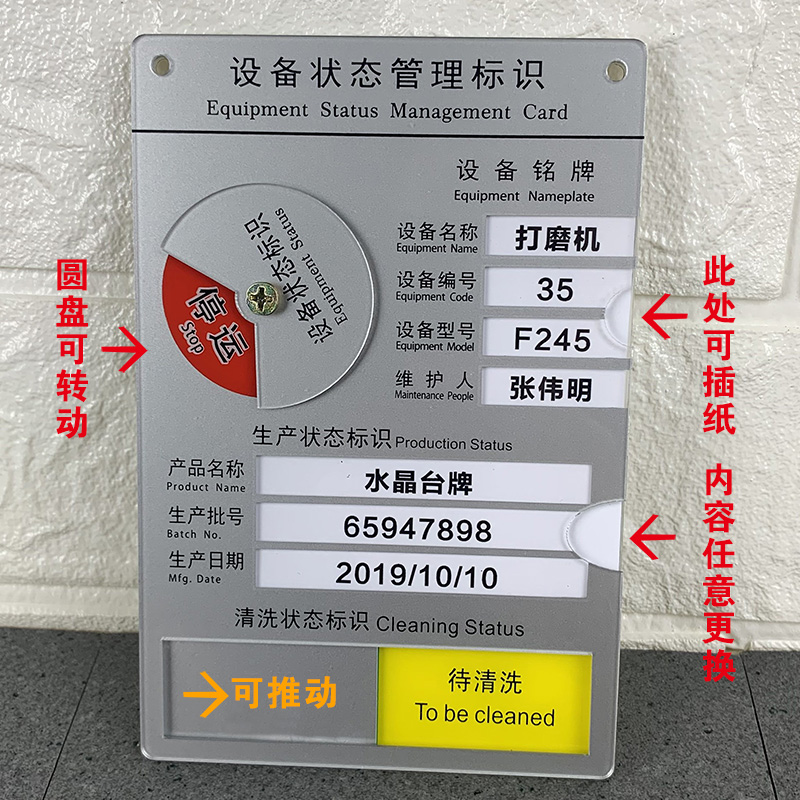 设备状态管理标识
Equipment Status Management Card
设备铭牌
Equipment Nameplate
设备状态标识
Equipment Status
停运
Stop
设备名称
Equipment Name
打磨机
设备编号
Equipment Code
35
设备型号
Equipment Model
F245
维护人
Maintenance People
张伟明
生产状态标识 Production Status
产品名称
Product Name
水晶台牌
生产批号
Batch No.
65947898
生产日期
Mfg. Date
2019/10/10
清洗状态标识 Cleaning Status
可推动
待清洗
To be cleaned
圆盘可转动
此处可插纸 内容任意更换